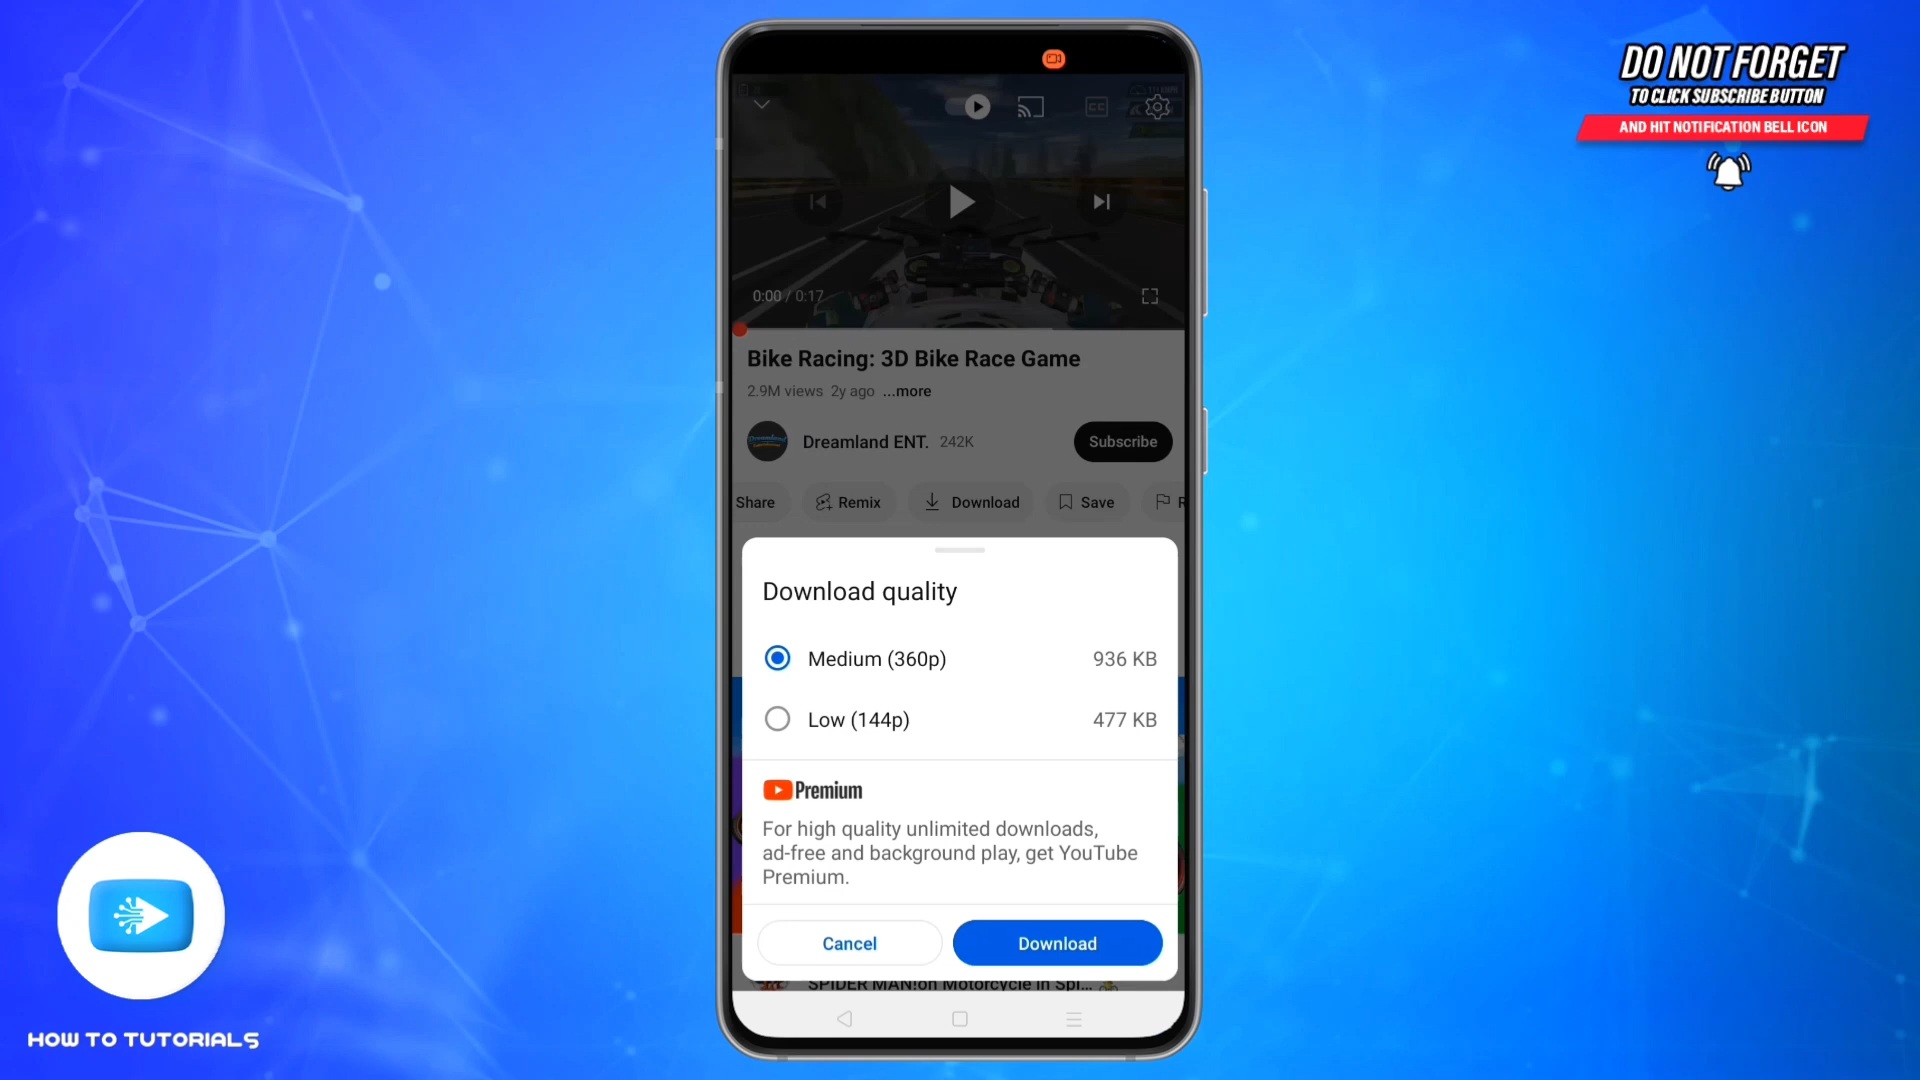 DO NOT FORGET
TO CLICK SUBSCRIBE BUTTON
AND HIT NOTIFICATION BELL ICON
CC
0:00 / 0:17
Bike Racing: 3D Bike Race Game
2.9M views 2y ago ...more
Dreamland ENT. 242K
Subscribe
Share
Remix
Download
Save
R
Download quality
Medium (360p) 936 KB
Low (144p) 477 KB
Premium
For high quality unlimited downloads,
ad-free and background play, get YouTube
Premium.
Cancel
Download
SPIDER MAN!on Motorcycle in Spi...
HOW TO TUTORIALS